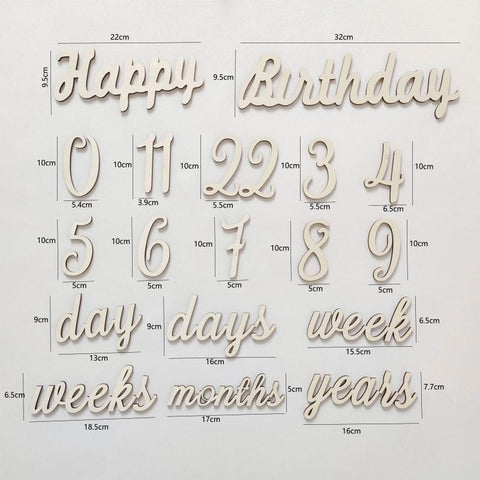 22cm 32cm
9.5cm Happy 9.5cm Birthday
10cm 0 10cm 11 10cm 22 10cm 3 4 10cm
5.4cm 3.9cm 5.5cm 5.5cm 6.5cm
10cm 5 10cm 6 10cm 7 10cm 8 9 10cm
5cm 5cm 5cm 5cm 5cm
9cm day 9cm days week 6.5cm
13cm 16cm 15.5cm
6.5cm weeks months 5cm years 7.7cm
18.5cm 17cm 16cm